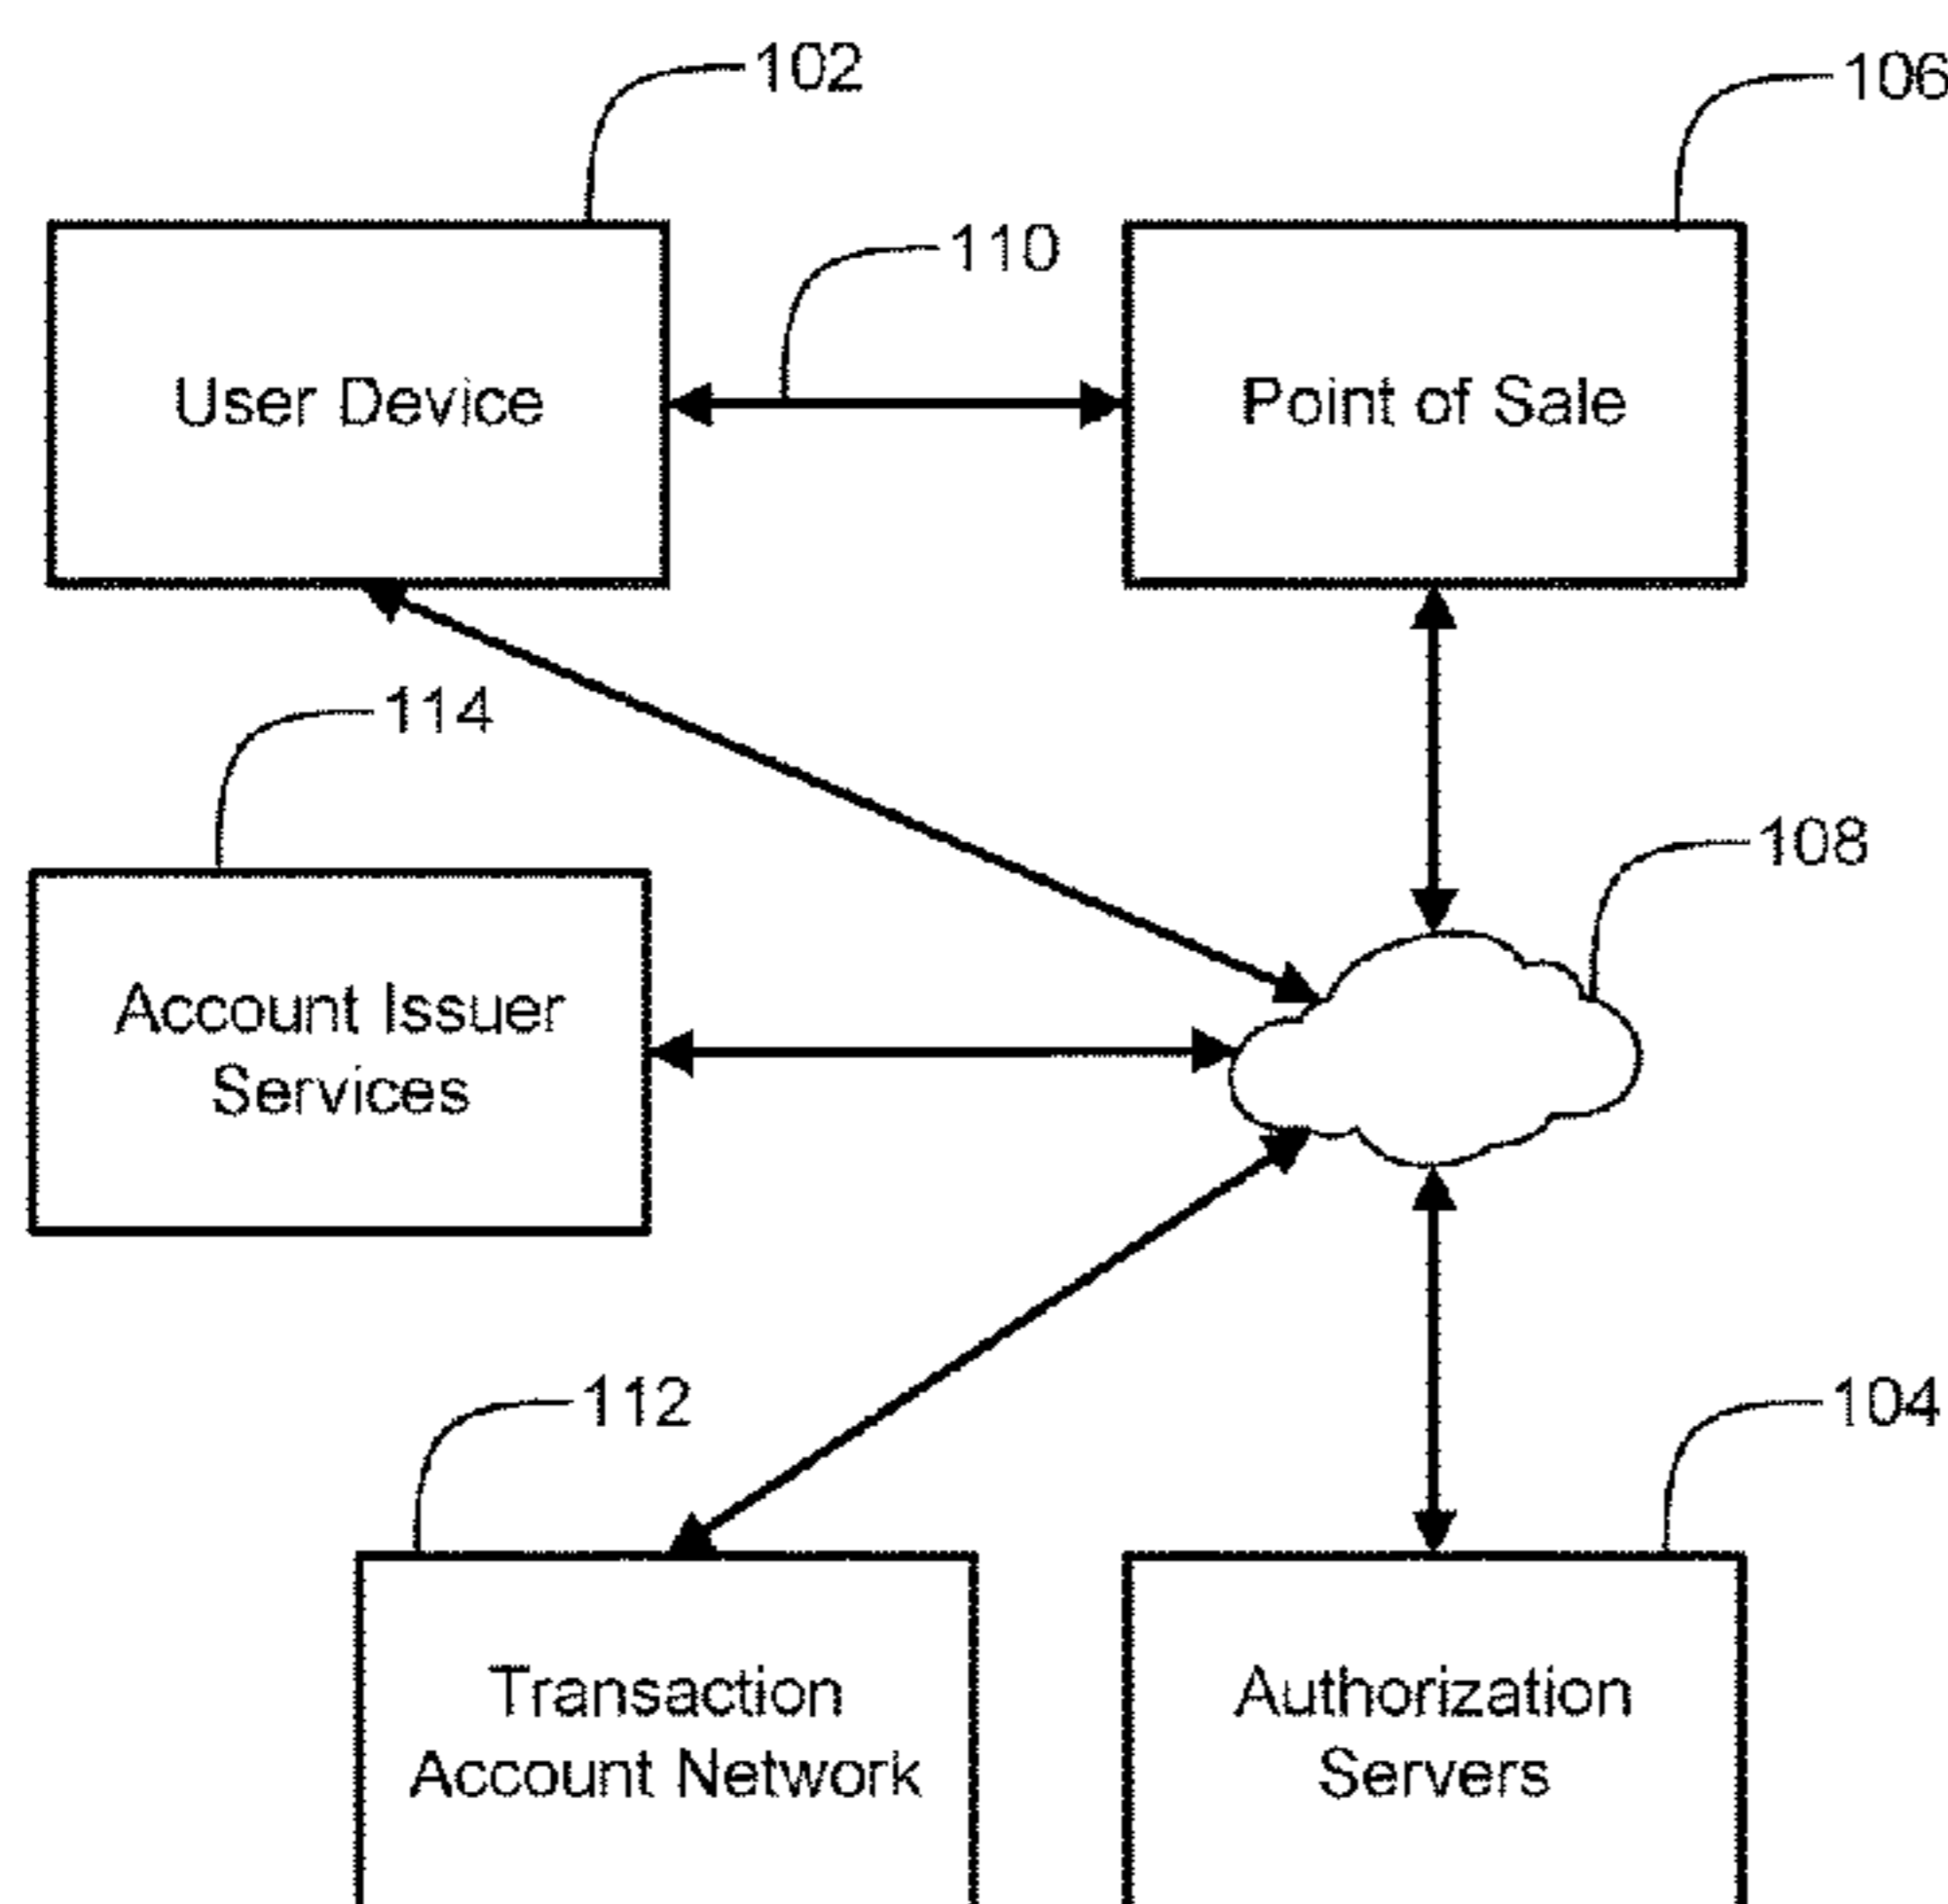 102
106
110
User Device
Point of Sale
114
108
Account Issuer
Services
112
104
Transaction
Account Network
Authorization
Servers